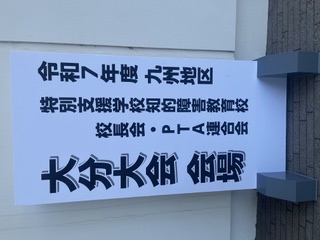 令和7年度 九州地区
特別支援学校知的障害教育校
校長会・PTA連合会
大分大会 会場